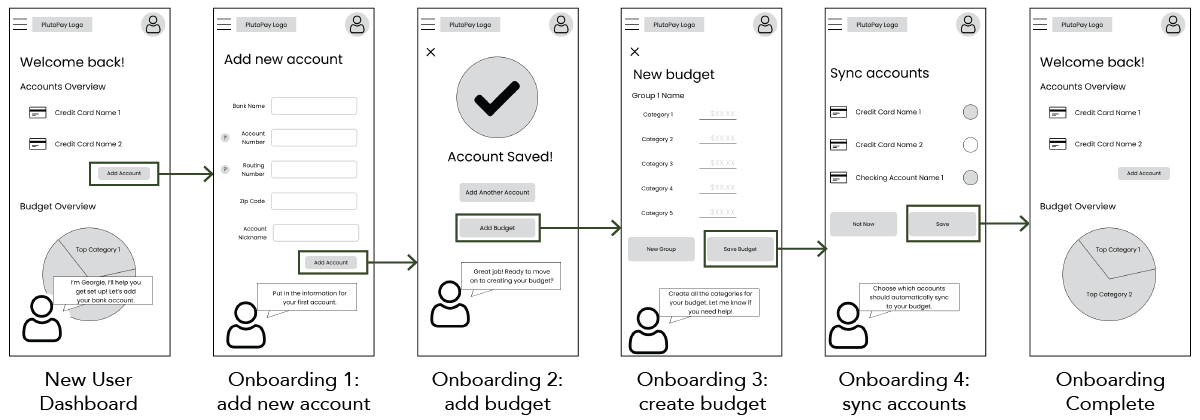 PlutoPay Logo
Welcome back!
Accounts Overview
Credit Card Name 1
Credit Card Name 2
Add Account
Budget Overview
Top Category 1
I'm Georgie, I'll help you
get set up! Let's add
your bank account.
New User
Dashboard
PlutoPay Logo
Add new account
Bank Name
?
Account
Number
?
Routing
Number
Zip Code
Account
Nickname
Add Account
Put in the information for
your first account.
Onboarding 1:
add new account
PlutoPay Logo
Account Saved!
Add Another Account
Add Budget
Great job! Ready to move
on to creating your budget?
Onboarding 2:
add budget
PlutoPay Logo
New budget
Group 1 Name
Category 1 $XX.XX
Category 2 $XX.XX
Category 3 $XX.XX
Category 4 $XX.XX
Category 5 $XX.XX
New Group
Save Budget
Create all the categories for
your budget. Let me know if
you need help!
Onboarding 3:
create budget
PlutoPay Logo
Sync accounts
Credit Card Name 1
Credit Card Name 2
Checking Account Name 1
Not Now
Save
Choose which accounts
should automatically sync
to your budget.
Onboarding 4:
sync accounts
PlutoPay Logo
Welcome back!
Accounts Overview
Credit Card Name 1
Credit Card Name 2
Add Account
Budget Overview
Top Category 1
Top Category 2
Onboarding
Complete